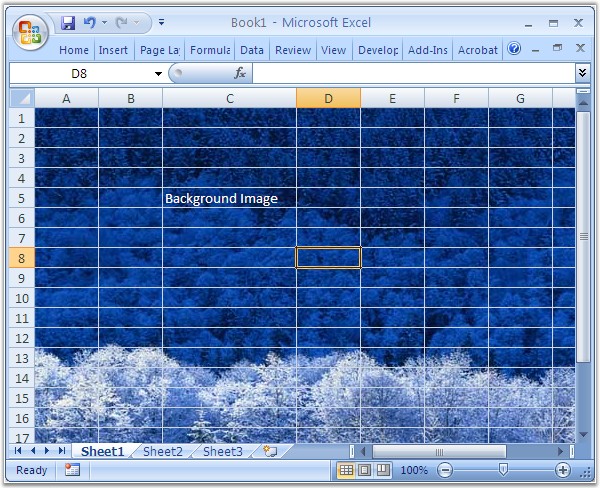 Book1 - Microsoft Excel
Home Insert Page La Formula Data Review View Develop Add-Ins Acrobat
D8 fx
A B C D E F G
1
2
3
4
5 Background Image
6
7
8
9
10
11
12
13
14
15
16
17
Sheet1 Sheet2 Sheet3
Ready 100%